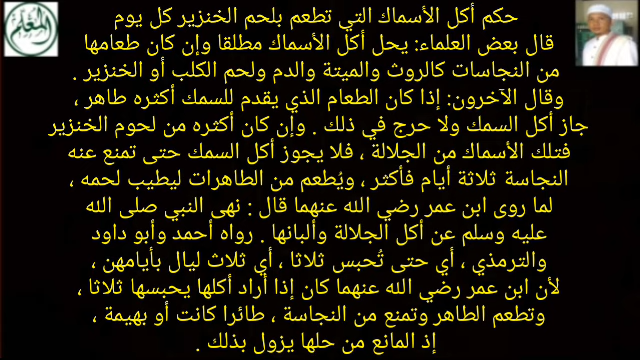 حكم أكل الأسماك التي تطعم بلحم الخنزير كل يوم
قال بعض العلماء: يحل أكل الأسماك مطلقا وإن كان طعامها
من النجاسات كالروث والميتة والدم ولحم الكلب أو الخنزير .
وقال الآخرون: إذا كان الطعام الذي يقدم للسمك أكثره طاهر ،
جاز أكل السمك ولا حرج في ذلك . وإن كان أكثره من لحوم الخنزير
فتلك الأسماك من الجلالة ، فلا يجوز أكل السمك حتى تمنع عنه
النجاسة ثلاثة أيام فأكثر ، ويُطعم من الطاهرات ليطيب لحمه ،
لما روى ابن عمر رضي الله عنهما قال : نهى النبي صلى الله
عليه وسلم عن أكل الجلالة وألبانها . رواه أحمد وأبو داود
والترمذي ، أي حتى تُحبس ثلاثا ، أي ثلاث ليال بأيامهن ،
لأن ابن عمر رضي الله عنهما كان إذا أراد أكلها يحبسها ثلاثا ،
وتطعم الطاهر وتمنع من النجاسة ، طائرا كانت أو بهيمة ،
إذ المانع من حلها يزول بذلك .